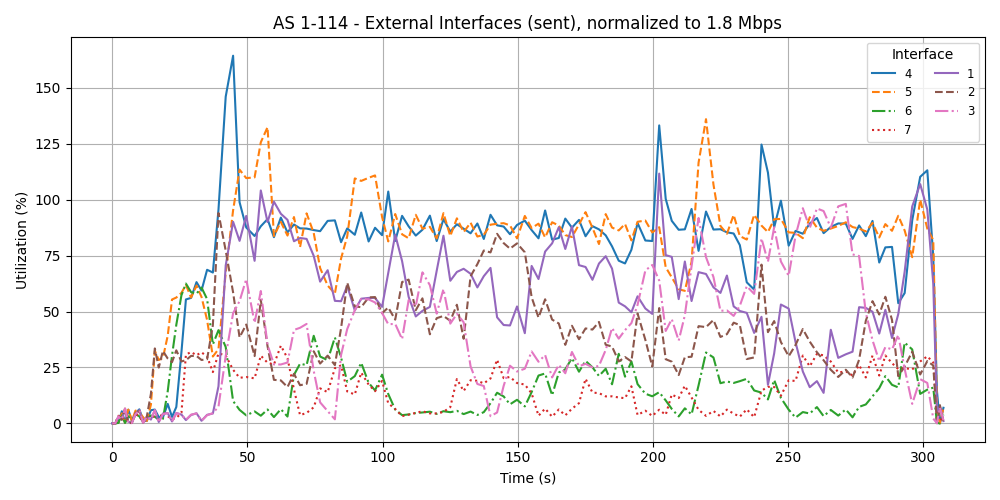 AS 1-114 - External Interfaces (sent), normalized to 1.8 Mbps
Utilization (%)
150
125
100
75
50
25
0
0 50 100 150 200 250 300
Time (s)
Interface
4 1
5 2
6 3
7